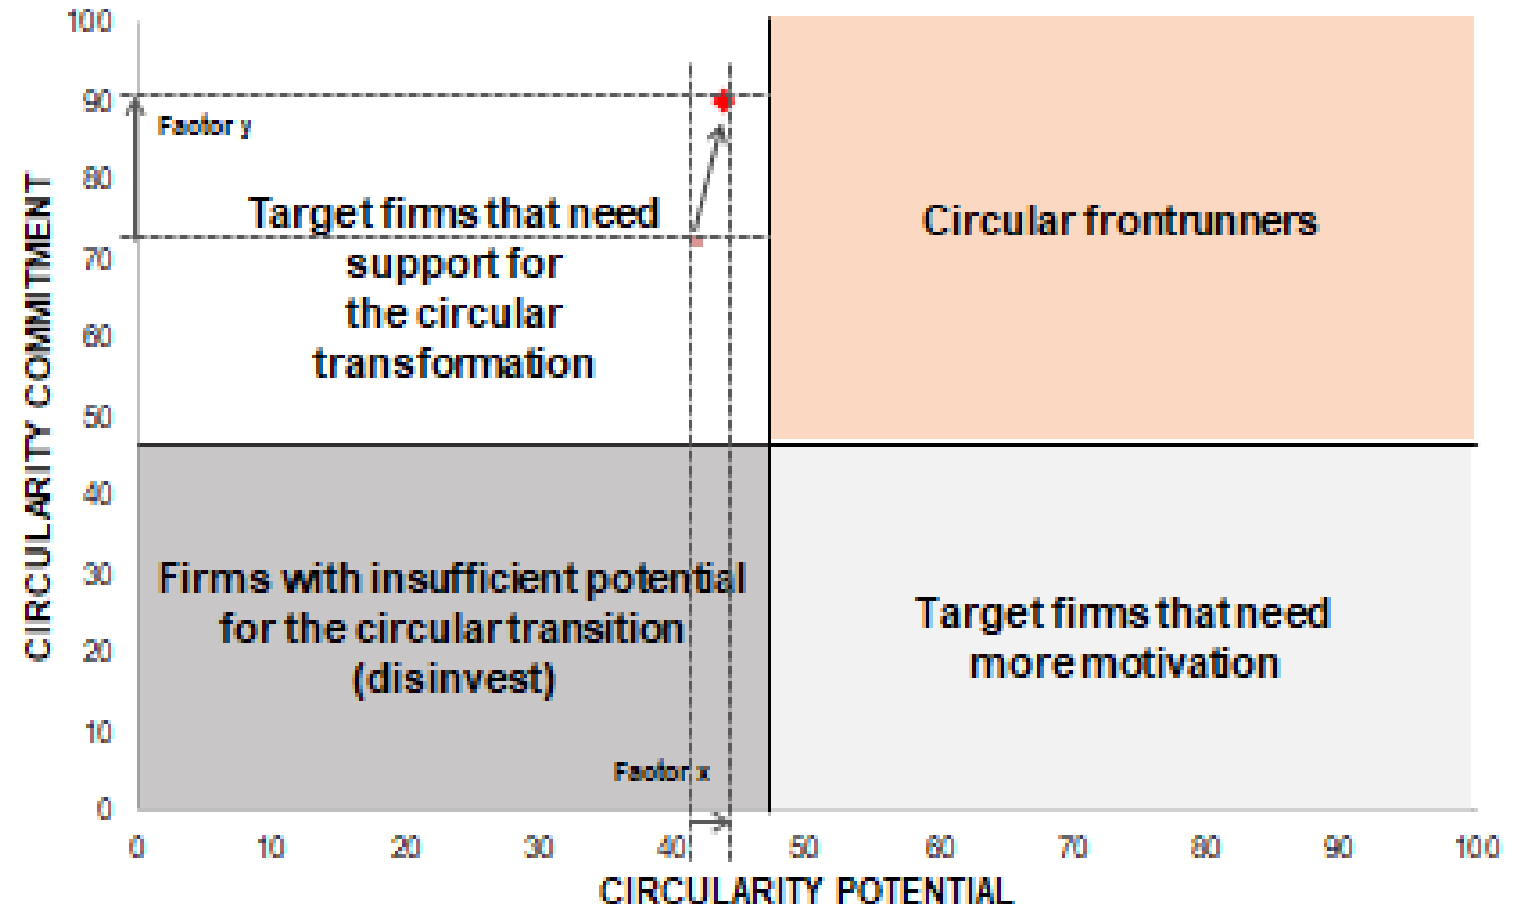 100
90
80
70
60
50
40
30
20
10
0
CIRCULARITY COMMITMENT
Factor y
Target firms that need
support for
the circular
transformation
Circular frontrunners
Firms with insufficient potential
for the circular transition
(disinvest)
Target firms that need
more motivation
Factor x
0 10 20 30 40 50 60 70 80 90 100
CIRCULARITY POTENTIAL